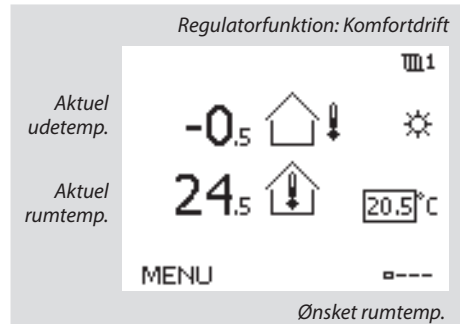 Regulatorfunktion: Komfortdrift
1
Aktuel
udetemp.
-0.5
Aktuel
rumtemp.
24.5
20.5°C
MENU
Ønsket rumtemp.